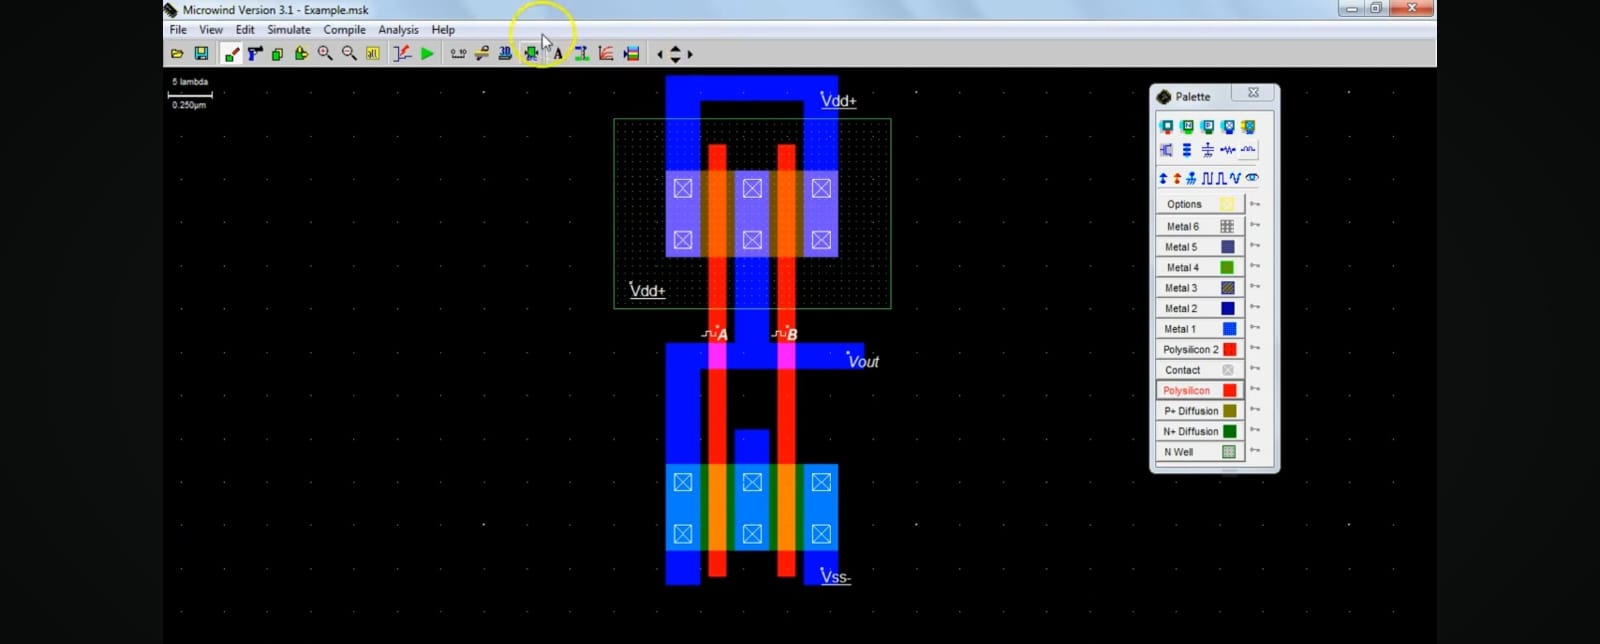 Microwind Version 3.1 - Example.msk
File View Edit Simulate Compile Analysis Help
5 lambda
0.250µm
Vdd+
Vdd+
A
B
Vout
Vss-
Palette
Options
Metal 6
Metal 5
Metal 4
Metal 3
Metal 2
Metal 1
Polysilicon 2
Contact
Polysilicon
P+ Diffusion
N+ Diffusion
N Well